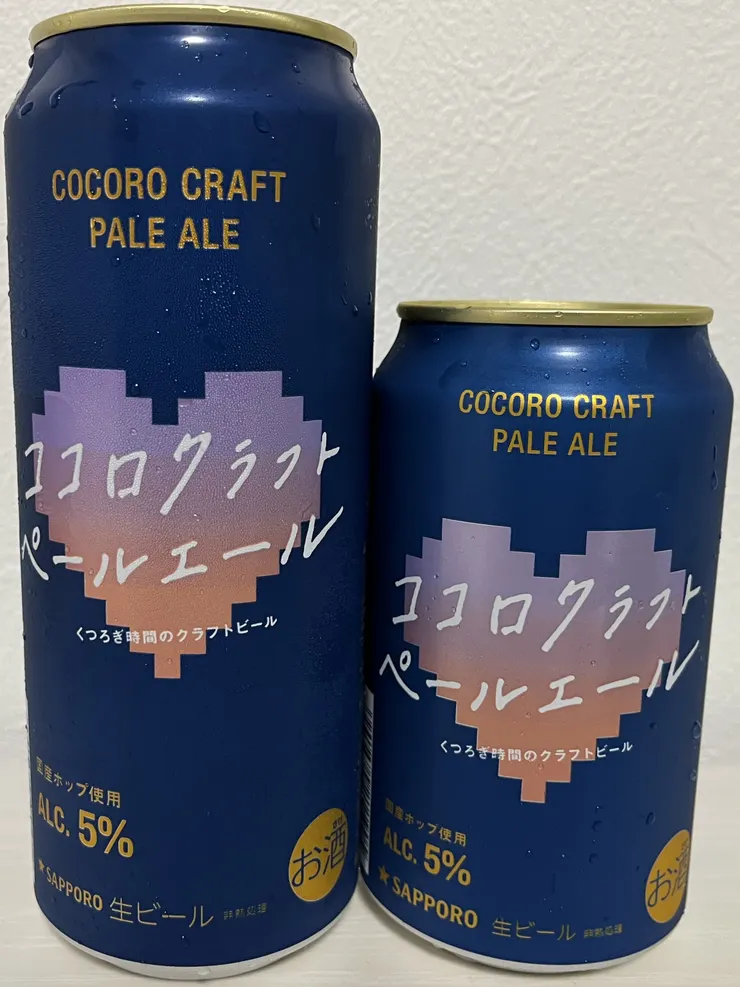 COCORO CRAFT
PALE ALE
ココロクラフト
ペールエール
くつろぎ時間のクラフトビール
国産ホップ使用
ALC. 5%
お酒
★SAPPORO 生ビール 非熱処理
COCORO CRAFT
PALE ALE
ココロクラフト
ペールエール
くつろぎ時間のクラフトビール
国産ホップ使用
ALC. 5%
お酒
★SAPPORO 生ビール 非熱処理